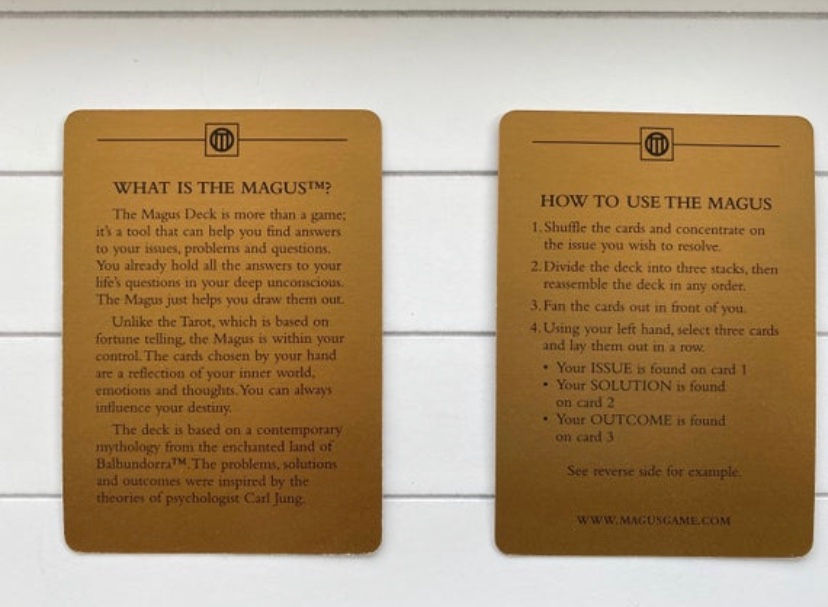 WHAT IS THE MAGUS™?
The Magus Deck is more than a game;
it's a tool that can help you find answers
to your issues, problems and questions.
You already hold all the answers to your
life's questions in your deep unconscious.
The Magus just helps you draw them out.
Unlike the Tarot, which is based on
fortune telling, the Magus is within your
control. The cards chosen by your hand
are a reflection of your inner world,
emotions and thoughts. You can always
influence your destiny.
The deck is based on a contemporary
mythology from the enchanted land of
Balbundorra™. The problems, solutions
and outcomes were inspired by the
theories of psychologist Carl Jung.
HOW TO USE THE MAGUS
1. Shuffle the cards and concentrate on
the issue you wish to resolve.
2. Divide the deck into three stacks, then
reassemble the deck in any order.
3. Fan the cards out in front of you.
4. Using your left hand, select three cards
and lay them out in a row.
• Your ISSUE is found on card 1
• Your SOLUTION is found
on card 2
• Your OUTCOME is found
on card 3
See reverse side for example.
WWW.MAGUSGAME.COM